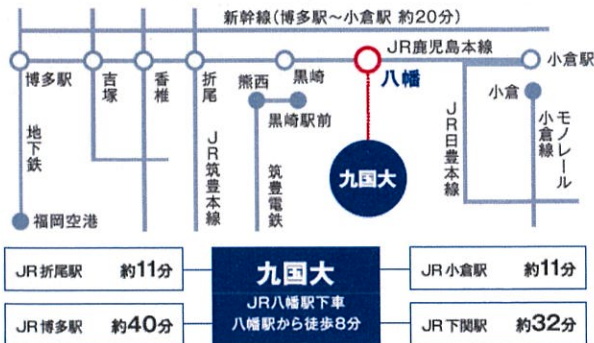 新幹線(博多駅〜小倉駅 約20分)
JR鹿児島本線
博多駅
吉塚
香椎
折尾
黒崎
八幡
小倉駅
熊西
黒崎駅前
小倉
地下鉄
福岡空港
JR筑豊本線
筑豊電鉄
九国大
JR日豊本線
モノレール
小倉線
JR折尾駅 約11分
JR博多駅 約40分
九国大
JR八幡駅下車
八幡駅から徒歩8分
JR小倉駅 約11分
JR下関駅 約32分